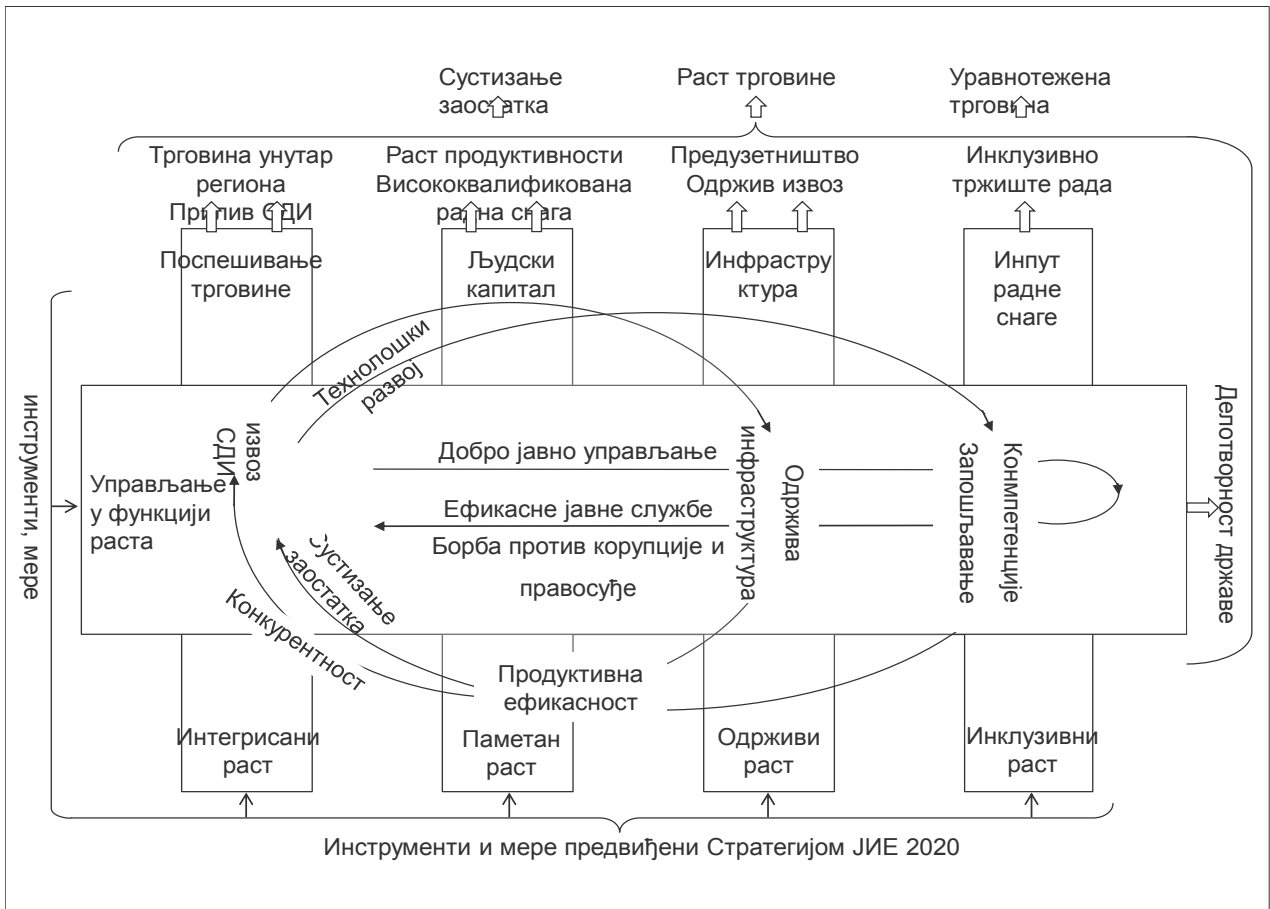 Сустизање
заостатка
Раст трговине
Уравнотежена
трговина
Трговина унутар
региона
Прилив СДИ
Раст продуктивности
Висококвалификована
радна снага
Предузетништво
Одржив извоз
Инклузивно
тржиште рада
Поспешивање
трговине
Људски
капитал
Инфрастру
ктура
Инпут
радне
снаге
инструменти, мере
Управљање
у функцији
раста
извоз
СДИ
Технолошки
развој
Добро јавно управљање
Ефикасне јавне службе
Борба против корупције и
правосуђе
Одржива
инфраструктура
Конмпетенције
Запошљавање
Делотворност државе
Сустизање
заостатка
Конкурентност
Продуктивна
ефикасност
Интегрисани
раст
Паметан
раст
Одрживи
раст
Инклузивни
раст
Инструменти и мере предвиђени Стратегијом ЈИЕ 2020